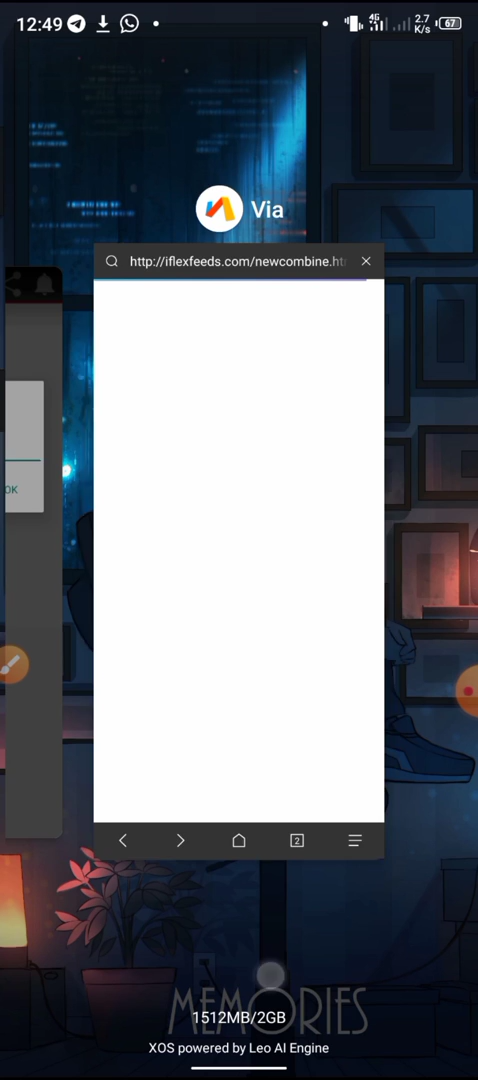 12:49
4G
2.7
K/s
67
Via
http://iflexfeeds.com/newcombine.ht
OK
2
MEMORIES
1512MB/2GB
XOS powered by Leo AI Engine